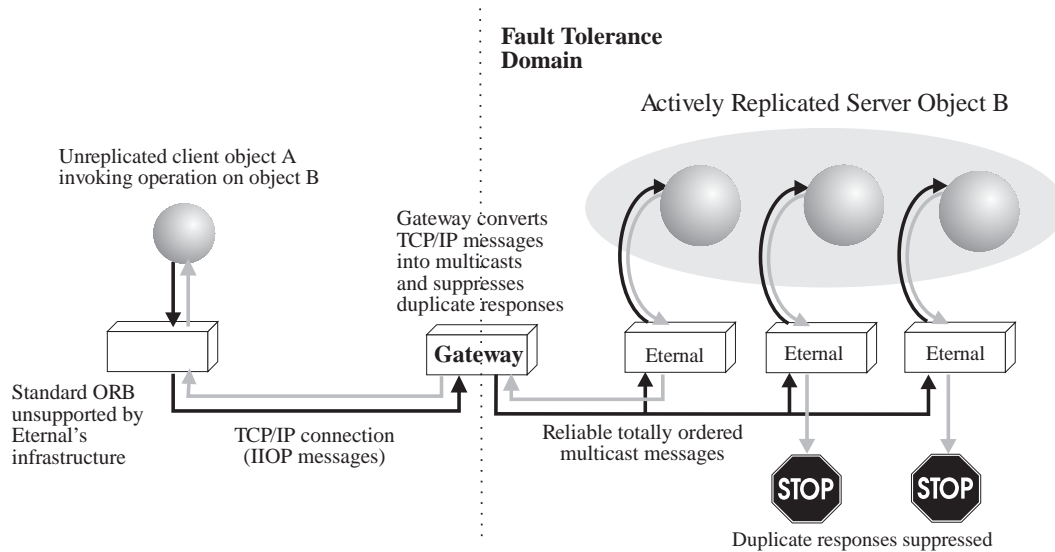 Fault Tolerance
Domain
Actively Replicated Server Object B
Unreplicated client object A
invoking operation on object B
Gateway converts
TCP/IP messages
into multicasts
and suppresses
duplicate responses
Gateway
Eternal
Eternal
Eternal
Standard ORB
unsupported by
Eternal's
infrastructure
TCP/IP connection
(IIOP messages)
Reliable totally ordered
multicast messages
STOP
STOP
Duplicate responses suppressed